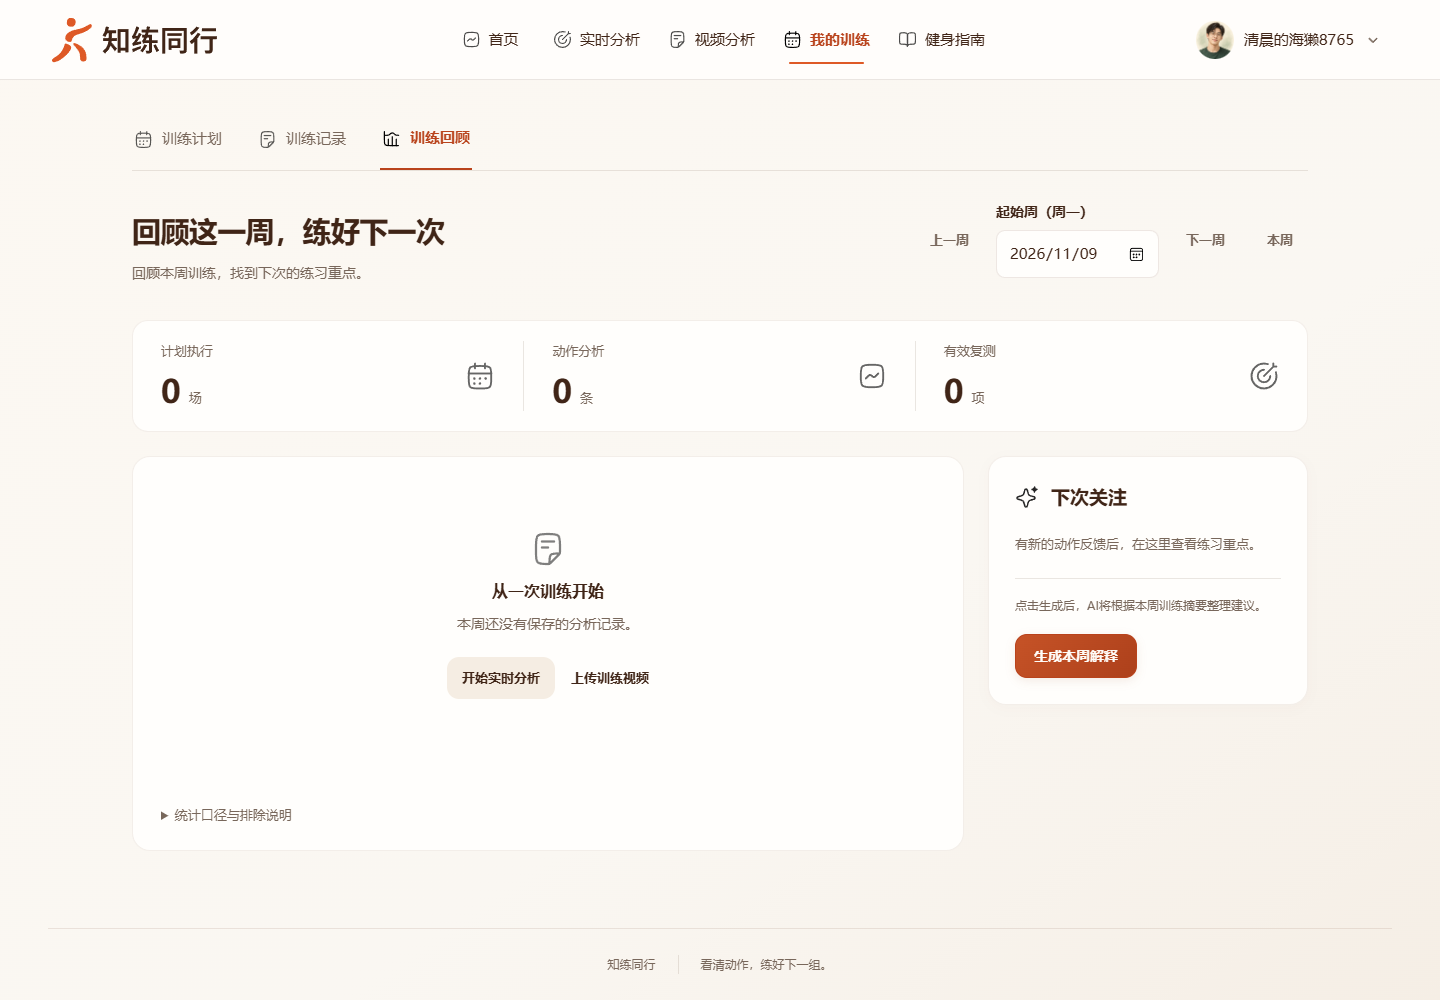 知练同行
首页 实时分析 视频分析 我的训练 健身指南
清晨的海獭8765
训练计划 训练记录 训练回顾
回顾这一周，练好下一次
回顾本周训练，找到下次的练习重点。
起始周（周一）
上一周 2026/11/09 下一周 本周
计划执行
0 场
动作分析
0 条
有效复测
0 项
从一次训练开始
本周还没有保存的分析记录。
开始实时分析 上传训练视频
统计口径与排除说明
下次关注
有新的动作反馈后，在这里查看练习重点。
点击生成后，AI将根据本周训练摘要整理建议。
生成本周解释
知练同行 看清动作，练好下一组。